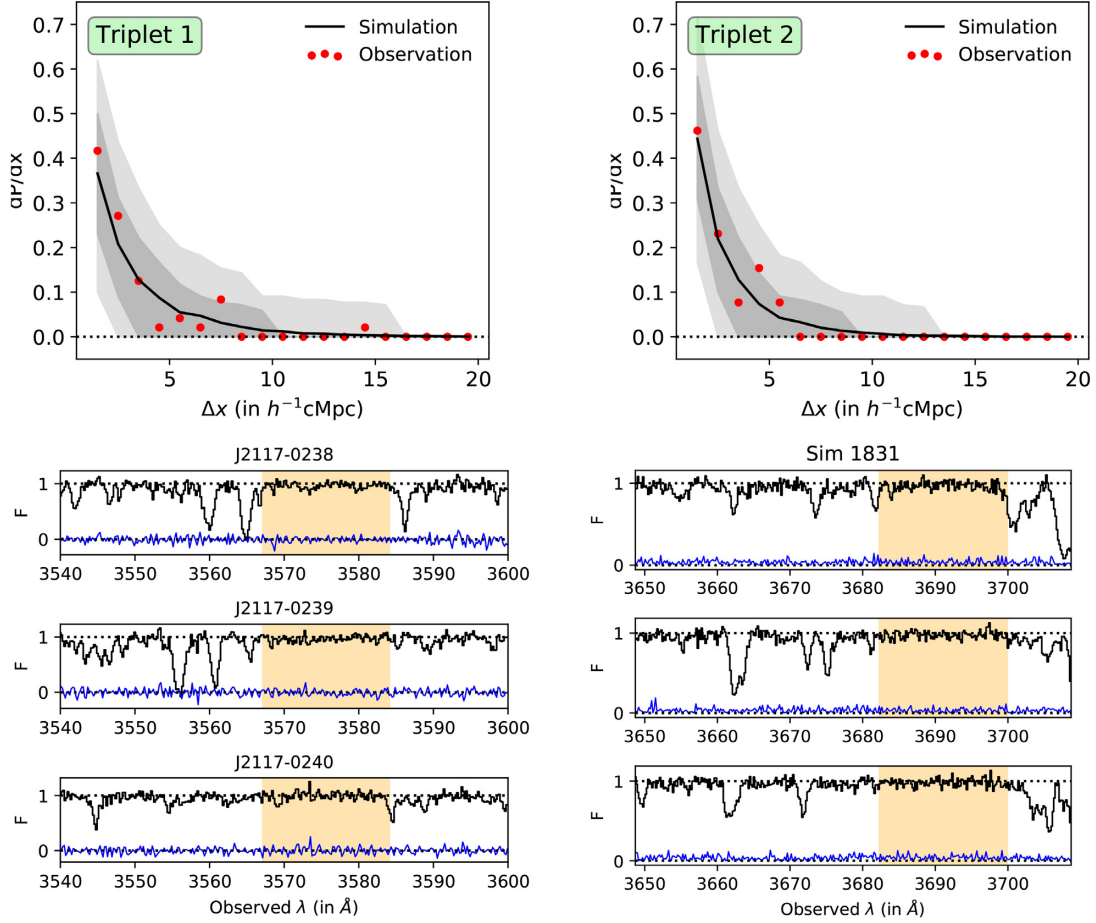 Triplet 1
Simulation
Observation
0.7
0.6
0.5
0.4
0.3
0.2
0.1
0.0
dP/dx
5 10 15 20
Δx (in h⁻¹cMpc)
Triplet 2
Simulation
Observation
0.7
0.6
0.5
0.4
0.3
0.2
0.1
0.0
dP/dx
5 10 15 20
Δx (in h⁻¹cMpc)
J2117-0238
1
0
F
3540 3550 3560 3570 3580 3590 3600
J2117-0239
1
0
F
3540 3550 3560 3570 3580 3590 3600
J2117-0240
1
0
F
3540 3550 3560 3570 3580 3590 3600
Observed λ (in Å)
Sim 1831
1
0
F
3650 3660 3670 3680 3690 3700
1
0
F
3650 3660 3670 3680 3690 3700
1
0
F
3650 3660 3670 3680 3690 3700
Observed λ (in Å)